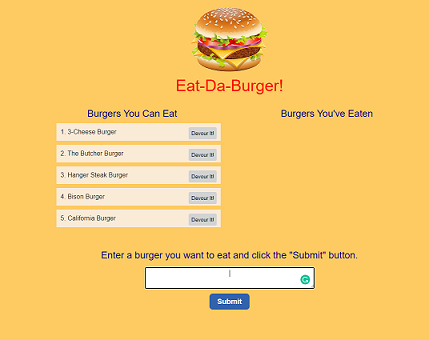 Eat-Da-Burger!
Burgers You Can Eat
Burgers You've Eaten
1. 3-Cheese Burger Devour It!
2. The Butcher Burger Devour It!
3. Hanger Steak Burger Devour It!
4. Bison Burger Devour It!
5. California Burger Devour It!
Enter a burger you want to eat and click the "Submit" button.
Submit